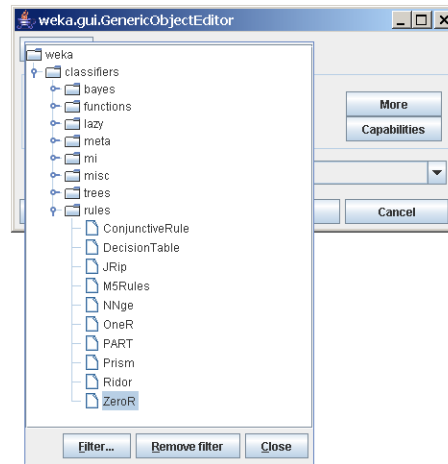 weka.gui.GenericObjectEditor
weka
classifiers
bayes
functions
lazy
meta
mi
misc
trees
rules
ConjunctiveRule
DecisionTable
JRip
M5Rules
NNge
OneR
PART
Prism
Ridor
ZeroR
More
Capabilities
Cancel
Filter...
Remove filter
Close